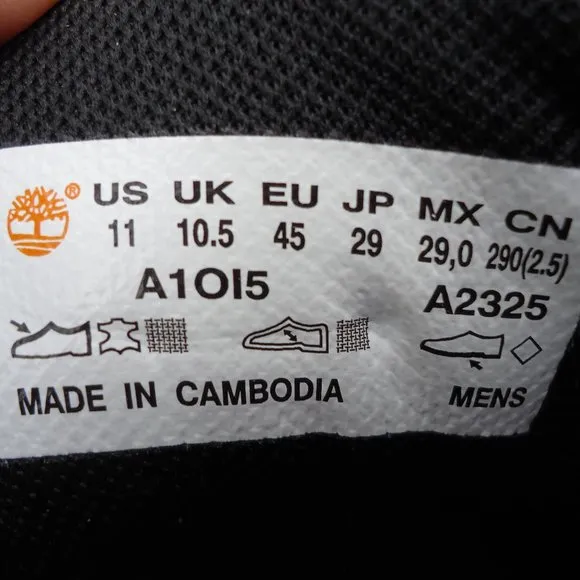 ® US UK EU JP MX CN
11 10.5 45 29 29,0 290(2.5)
A1OI5 A2325
MADE IN CAMBODIA MENS